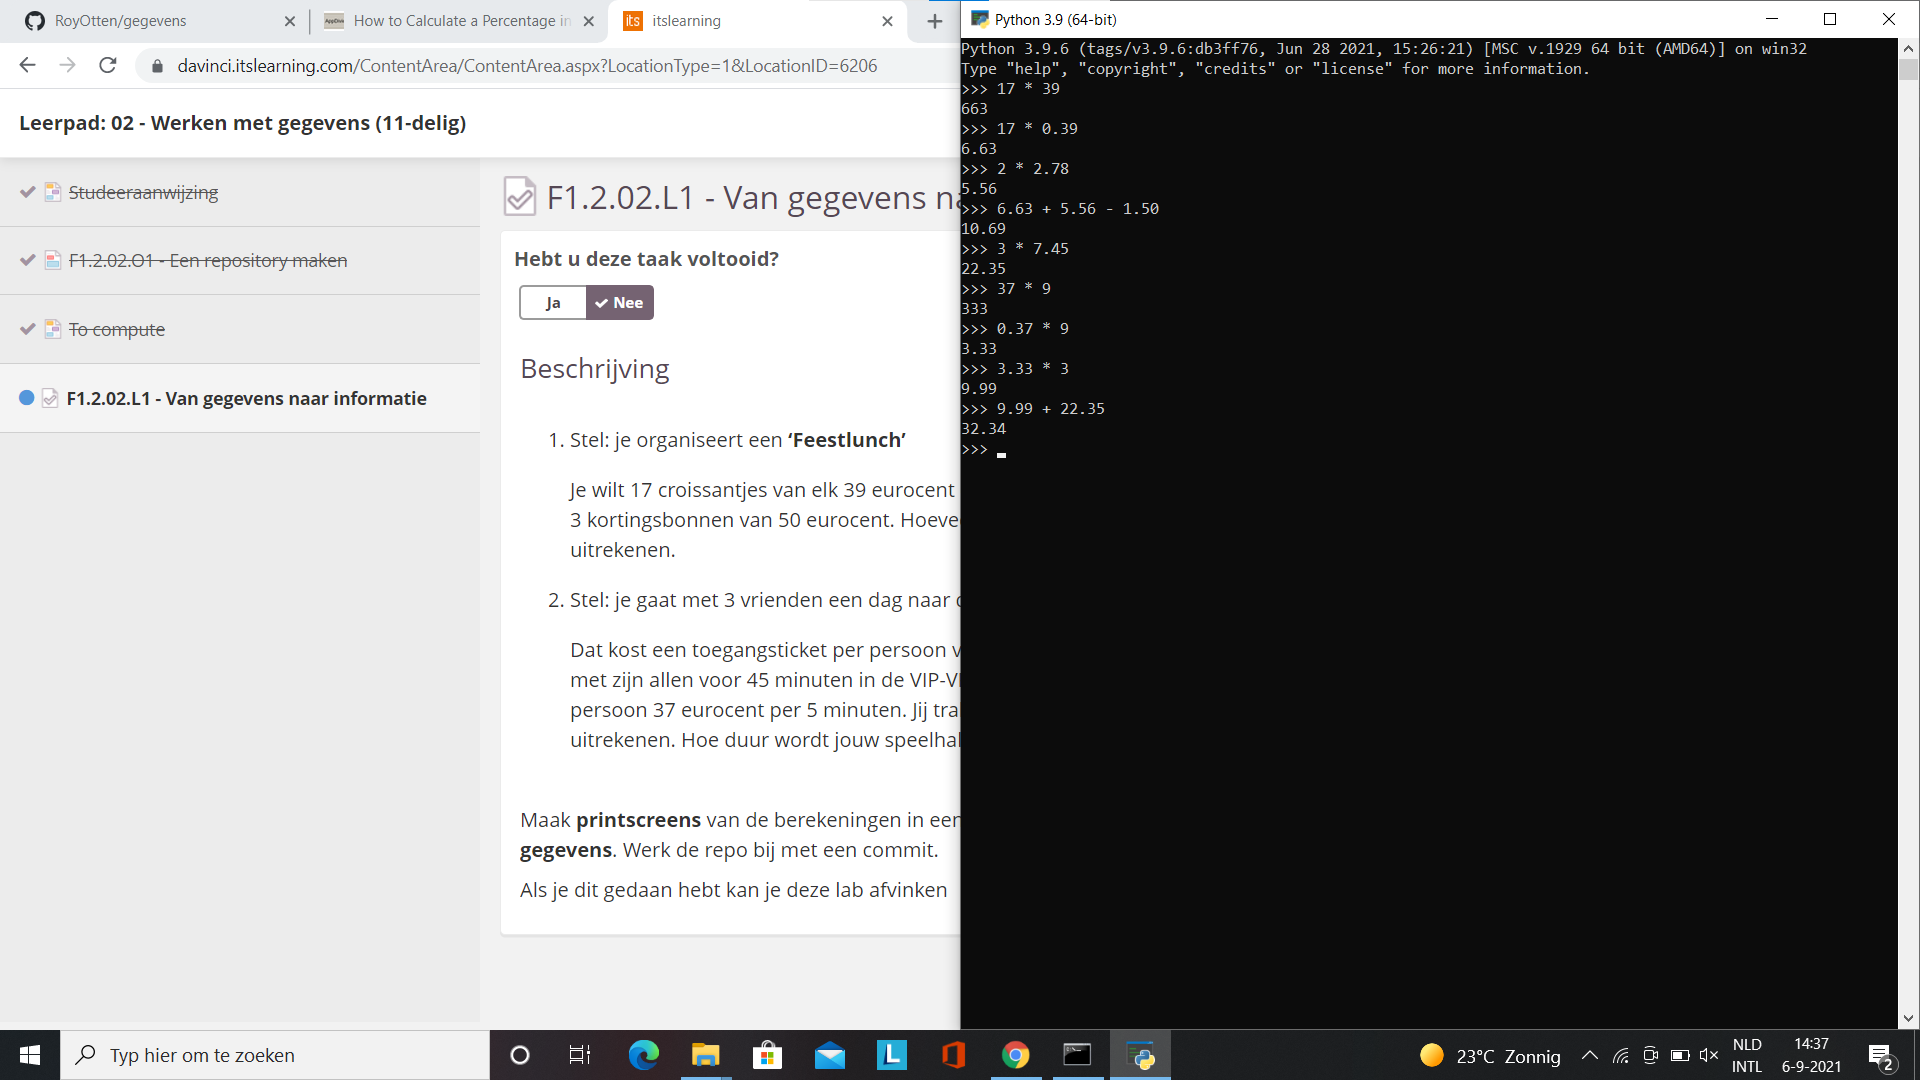 RoyOtten/gegevens
How to Calculate a Percentage in
its itslearning
davinci.itslearning.com/ContentArea/ContentArea.aspx?LocationType=1&LocationID=6206
Leerpad: 02 - Werken met gegevens (11-delig)
Studeeraanwijzing
F1.2.02.O1 - Een repository maken
To compute
F1.2.02.L1 - Van gegevens naar informatie
F1.2.02.L1 - Van gegevens
Hebt u deze taak voltooid?
Ja Nee
Beschrijving
1. Stel: je organiseert een ‘Feestlunch’
Je wilt 17 croissantjes van elk 39 eurocent
3 kortingsbonnen van 50 eurocent.
uitrekenen.
2. Stel: je gaat met 3 vrienden een dag naar
Dat kost een toegangsticket per persoon
met zijn allen voor 45 minuten in de
persoon 37 eurocent per 5 minuten. Jij
uitrekenen. Hoe duur wordt jouw
Maak printscreens van de berekeningen in
gegevens. Werk de repo bij met een commit.
Als je dit gedaan hebt kan je deze lab afvinken
Python 3.9 (64-bit)
Python 3.9.6 (tags/v3.9.6:db3ff76, Jun 28 2021, 15:26:21) [MSC v.1929 64 bit (AMD64)] on win32
Type "help", "copyright", "credits" or "license" for more information.
>>> 17 * 39
663
>>> 17 * 0.39
6.63
>>> 2 * 2.78
5.56
>>> 6.63 + 5.56 - 1.50
10.69
>>> 3 * 7.45
22.35
>>> 37 * 9
333
>>> 0.37 * 9
3.33
>>> 3.33 * 3
9.99
>>> 9.99 + 22.35
32.34
>>>
Typ hier om te zoeken
L
23°C Zonnig
NLD
INTL
14:37
6-9-2021
2